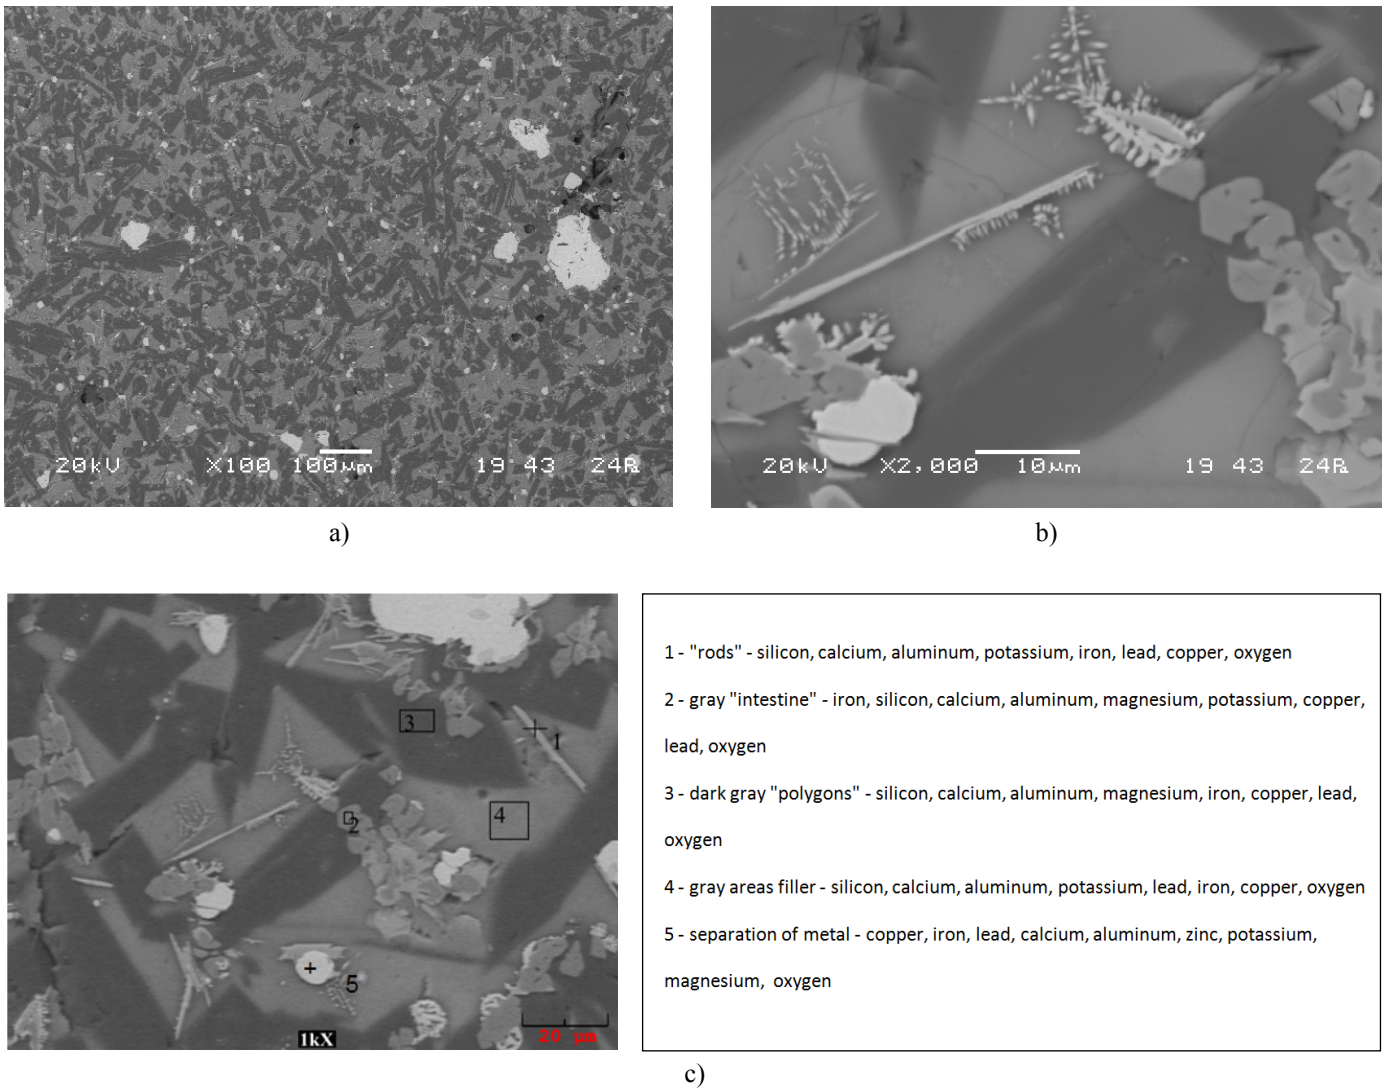 20kV X100 100µm 19 43 24R
20kV X2,000 10µm 19 43 24R
a)
b)
3
1
4
2
5
1kX
20 µm
1 - "rods" - silicon, calcium, aluminum, potassium, iron, lead, copper, oxygen
2 - gray "intestine" - iron, silicon, calcium, aluminum, magnesium, potassium, copper,
lead, oxygen
3 - dark gray "polygons" - silicon, calcium, aluminum, magnesium, iron, copper, lead,
oxygen
4 - gray areas filler - silicon, calcium, aluminum, potassium, lead, iron, copper, oxygen
5 - separation of metal - copper, iron, lead, calcium, aluminum, zinc, potassium,
magnesium, oxygen
c)